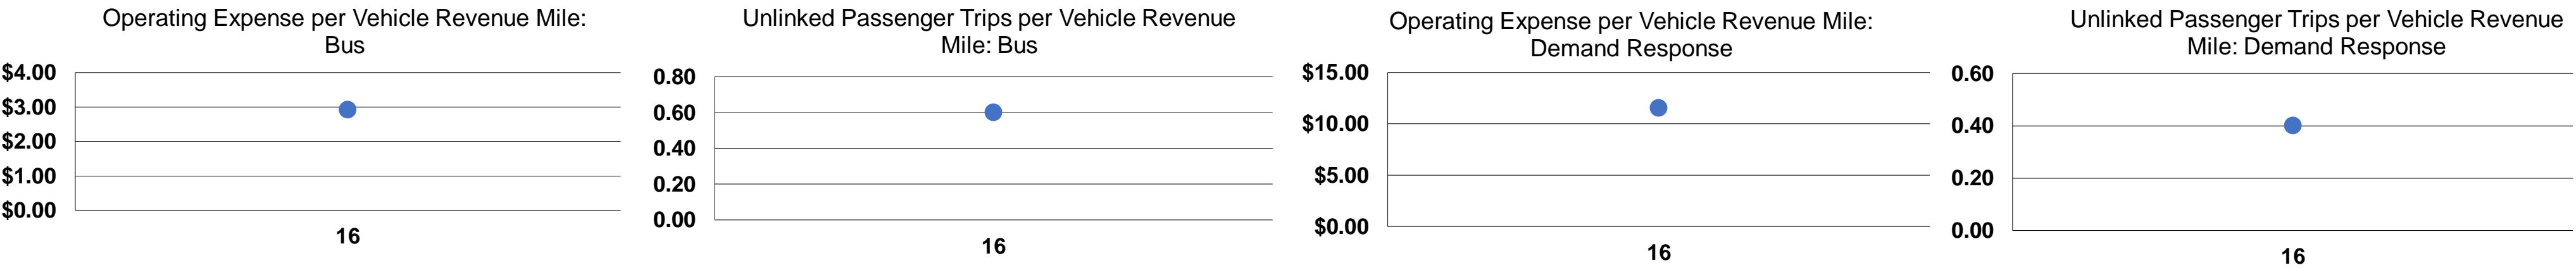 Operating Expense per Vehicle Revenue Mile:
Bus
$4.00
$3.00
$2.00
$1.00
$0.00
16
Unlinked Passenger Trips per Vehicle Revenue
Mile: Bus
0.80
0.60
0.40
0.20
0.00
16
Operating Expense per Vehicle Revenue Mile:
Demand Response
$15.00
$10.00
$5.00
$0.00
16
Unlinked Passenger Trips per Vehicle Revenue
Mile: Demand Response
0.60
0.40
0.20
0.00
16